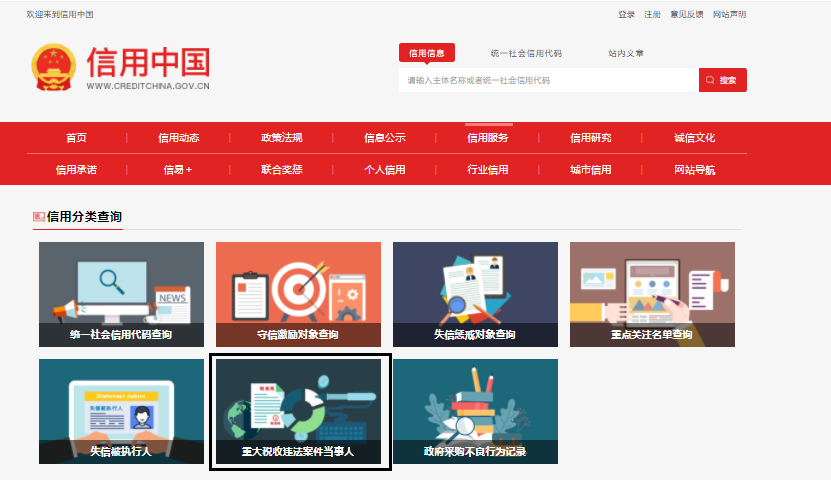 欢迎来到信用中国
登录 注册 意见反馈 网站声明
信用中国
WWW.CREDITCHINA.GOV.CN
信用信息 统一社会信用代码 站内文章
请输入主体名称或者统一社会信用代码 搜索
首页 信用动态 政策法规 信息公示 信用服务 信用研究 诚信文化
信用承诺 信易+ 联合奖惩 个人信用 行业信用 城市信用 网站导航
信用分类查询
NEWS
统一社会信用代码查询 守信激励对象查询 失信惩戒对象查询 重点关注名单查询
失信被执行人
失信被执行人 重大税收违法案件当事人 政府采购不良行为记录